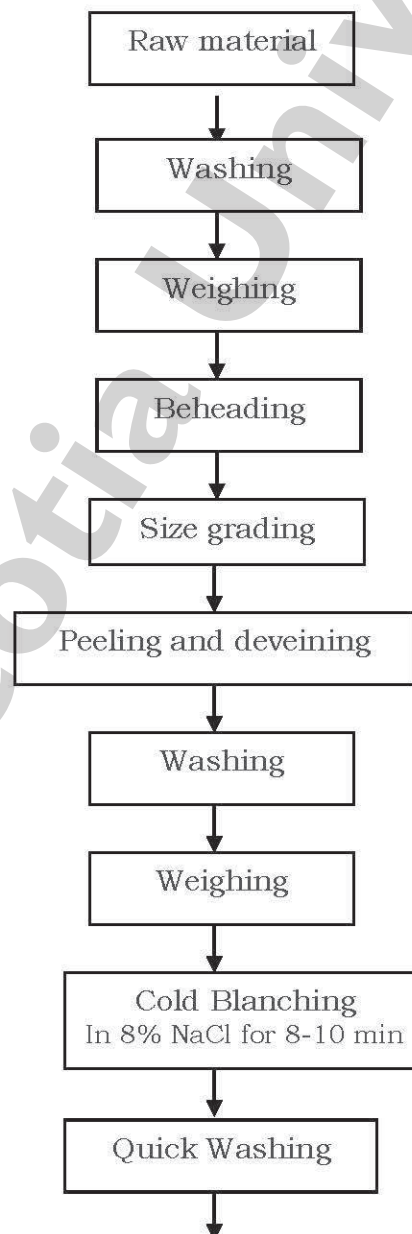 Raw material
Washing
Weighing
Beheading
Size grading
Peeling and deveining
Washing
Weighing
Cold Blanching
In 8% NaCl for 8-10 min
Quick Washing